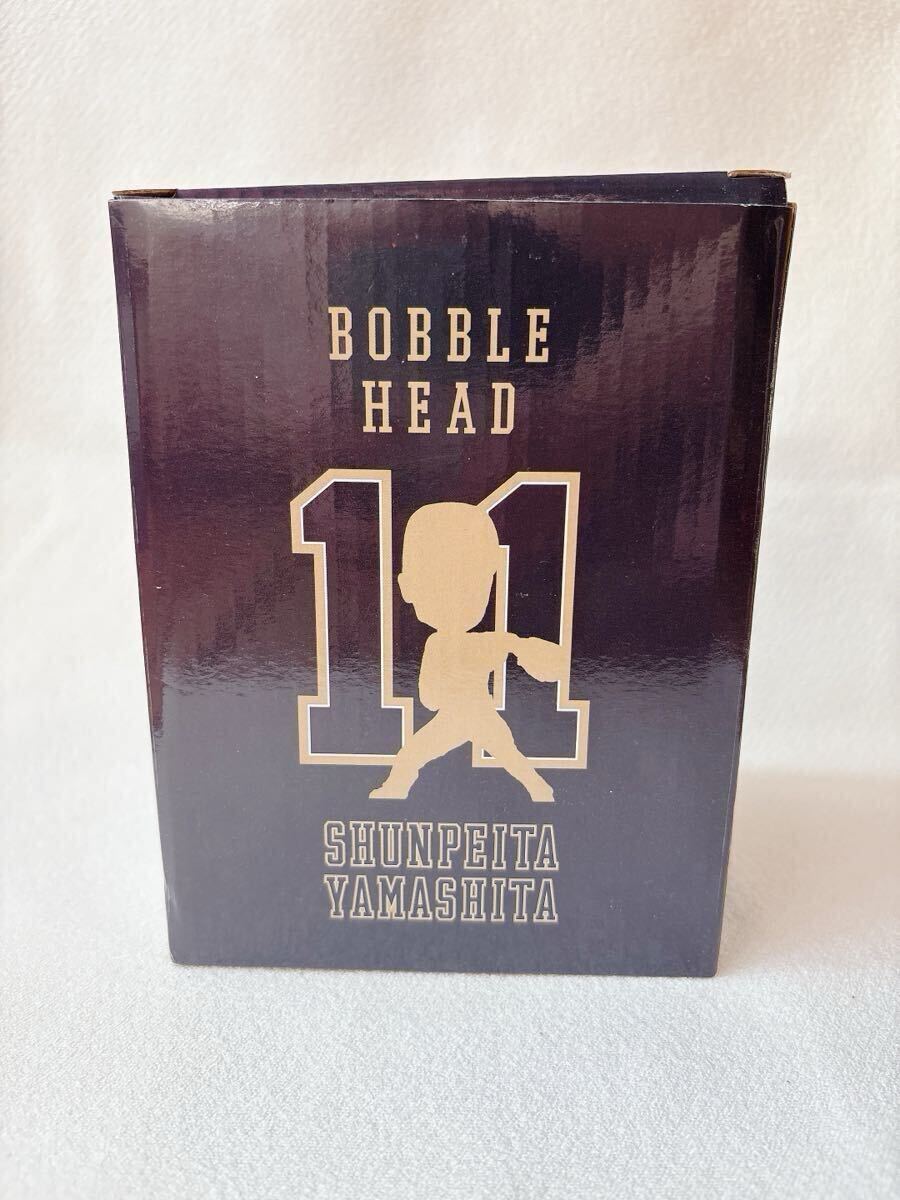 BOBBLE
HEAD
11
SHUNPEITA
YAMASHITA